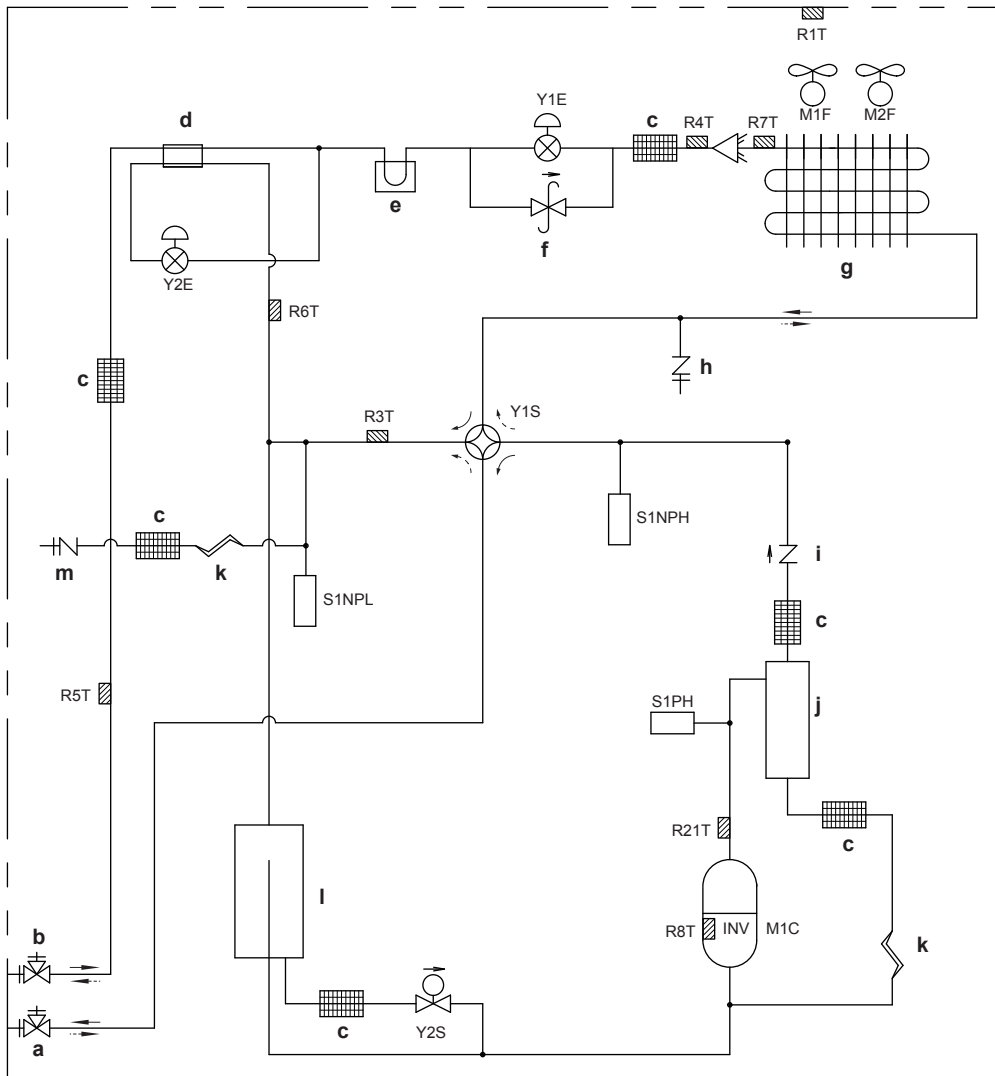 R1T
M1F
M2F
d
Y1E
c
R4T
R7T
e
f
g
Y2E
R6T
c
h
R3T
Y1S
c
S1NPH
m
k
i
S1NPL
c
R5T
S1PH
j
R21T
c
l
R8T
INV
M1C
b
k
c
Y2S
a